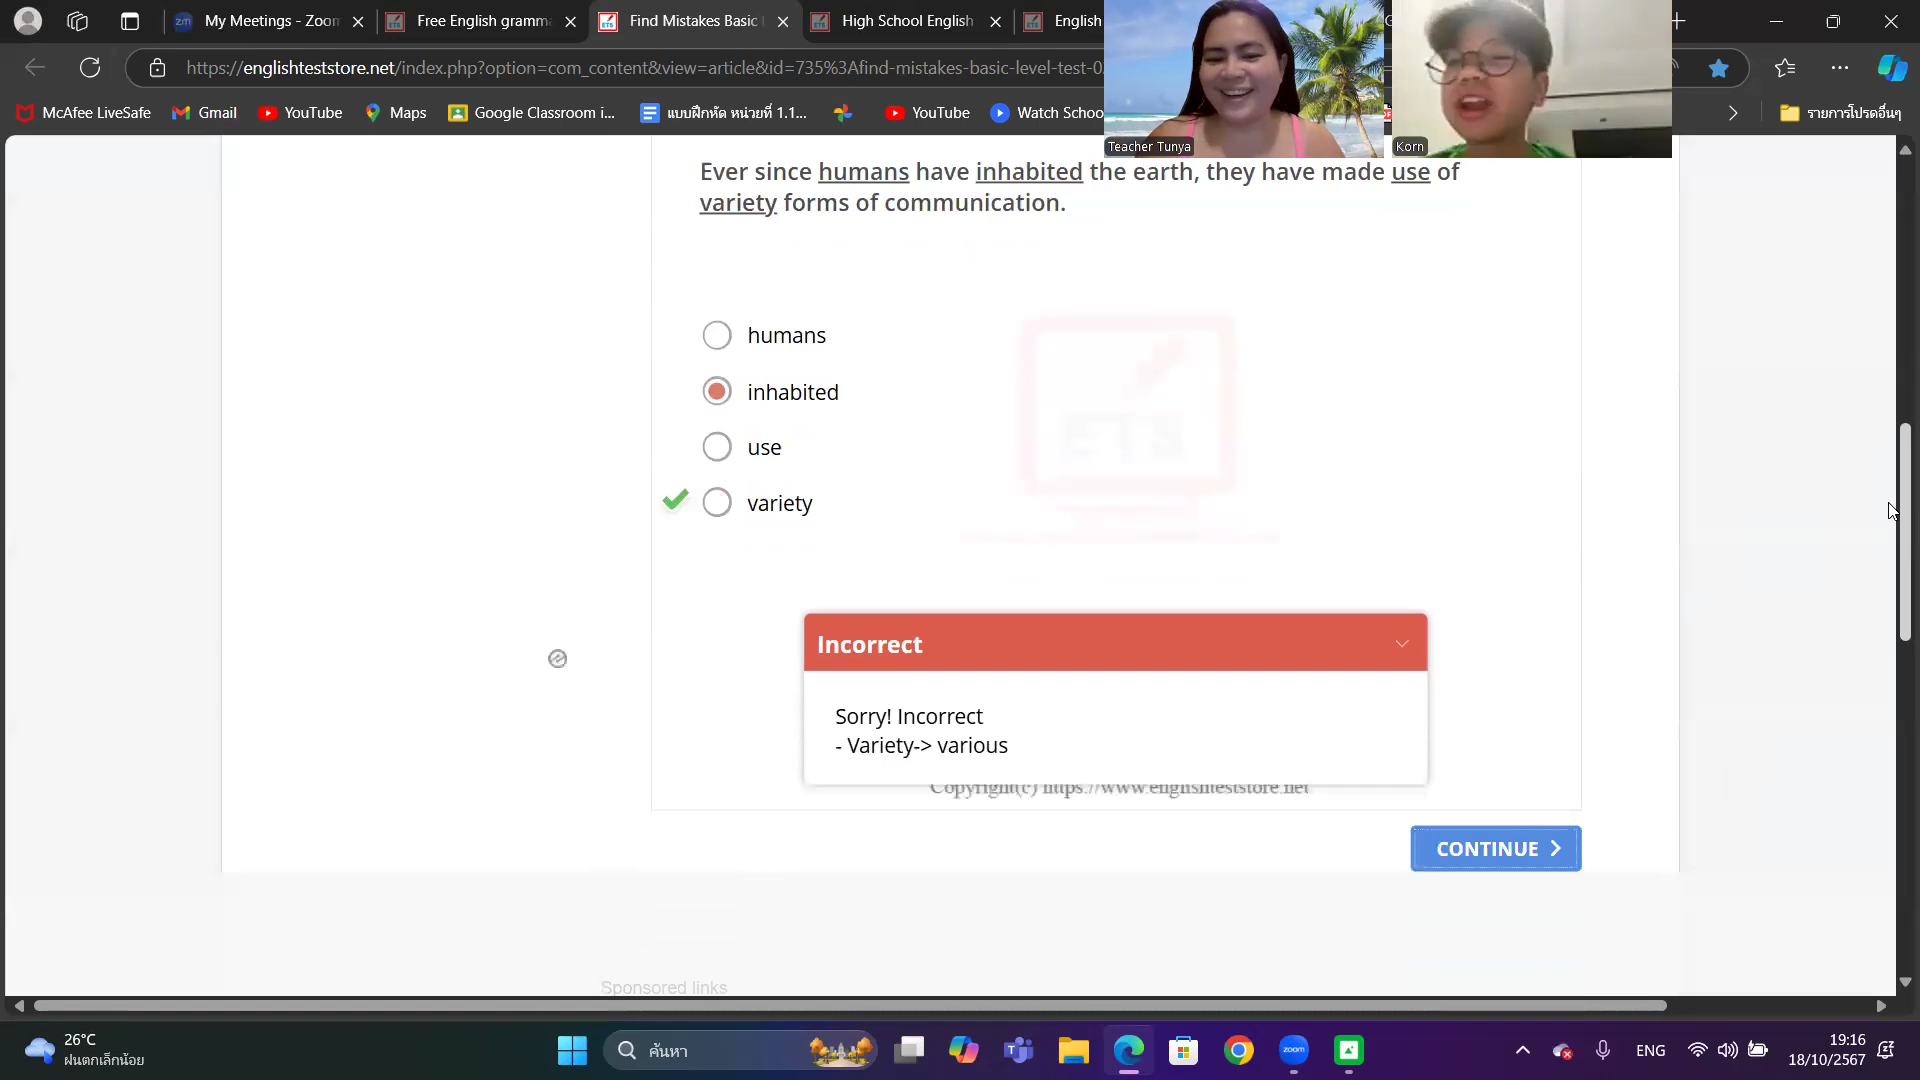 My Meetings - Zoom
Free English gramma
Find Mistakes Basic
High School English
English
https://englishteststore.net/index.php?option=com_content&view=article&id=735%3Afind-mistakes-basic-level-test-0
McAfee LiveSafe
Gmail
YouTube
Maps
Google Classroom i...
แบบฝึกหัด หน่วยที่ 1.1...
YouTube
Watch Schoo
รายการโปรดอื่นๆ
Teacher Tunya
Korn
Ever since humans have inhabited the earth, they have made use of
variety forms of communication.
humans
inhabited
use
variety
ETS
Incorrect
Sorry! Incorrect
- Variety-> various
Copyright(c) https://www.englishteststore.net
CONTINUE
Sponsored links
26°C
ฝนตกเล็กน้อย
ค้นหา
zoom
ENG
19:16
18/10/2567